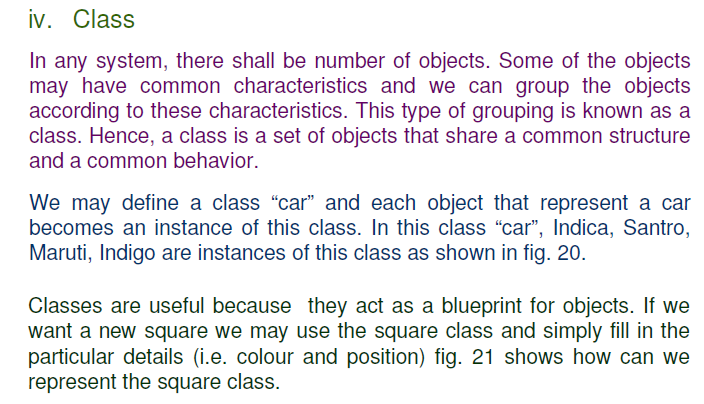 iv. Class
In any system, there shall be number of objects. Some of the objects
may have common characteristics and we can group the objects
according to these characteristics. This type of grouping is known as a
class. Hence, a class is a set of objects that share a common structure
and a common behavior.
We may define a class “car” and each object that represent a car
becomes an instance of this class. In this class “car”, Indica, Santro,
Maruti, Indigo are instances of this class as shown in fig. 20.
Classes are useful because they act as a blueprint for objects. If we
want a new square we may use the square class and simply fill in the
particular details (i.e. colour and position) fig. 21 shows how can we
represent the square class.